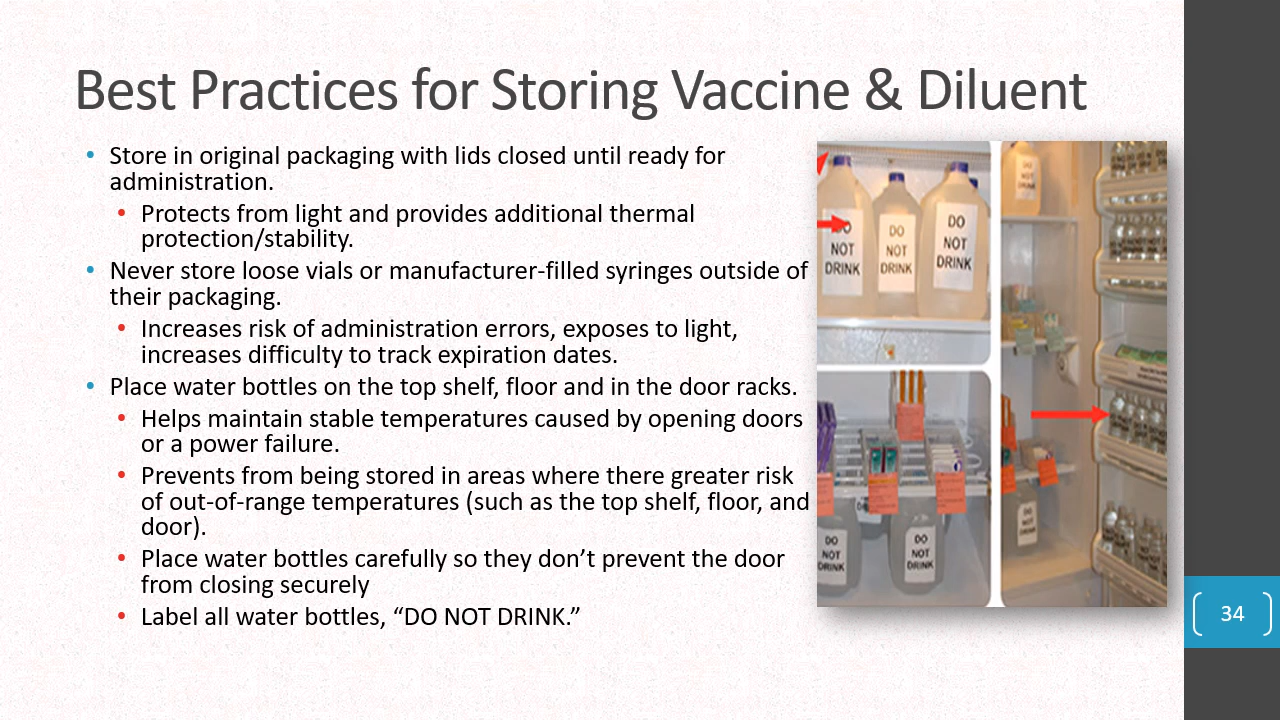 Best Practices for Storing Vaccine & Diluent
• Store in original packaging with lids closed until ready for
administration.
• Protects from light and provides additional thermal
protection/stability.
• Never store loose vials or manufacturer-filled syringes outside of
their packaging.
• Increases risk of administration errors, exposes to light,
increases difficulty to track expiration dates.
• Place water bottles on the top shelf, floor and in the door racks.
• Helps maintain stable temperatures caused by opening doors
or a power failure.
• Prevents from being stored in areas where there greater risk
of out-of-range temperatures (such as the top shelf, floor, and
door).
• Place water bottles carefully so they don’t prevent the door
from closing securely
• Label all water bottles, “DO NOT DRINK.”
DO
NOT
DRINK
DO
NOT
DRINK
DO
NOT
DRINK
DO
NOT
DRINK
DO
NOT
DRINK
DO
NOT
DRINK
DO
NOT
DRINK
34